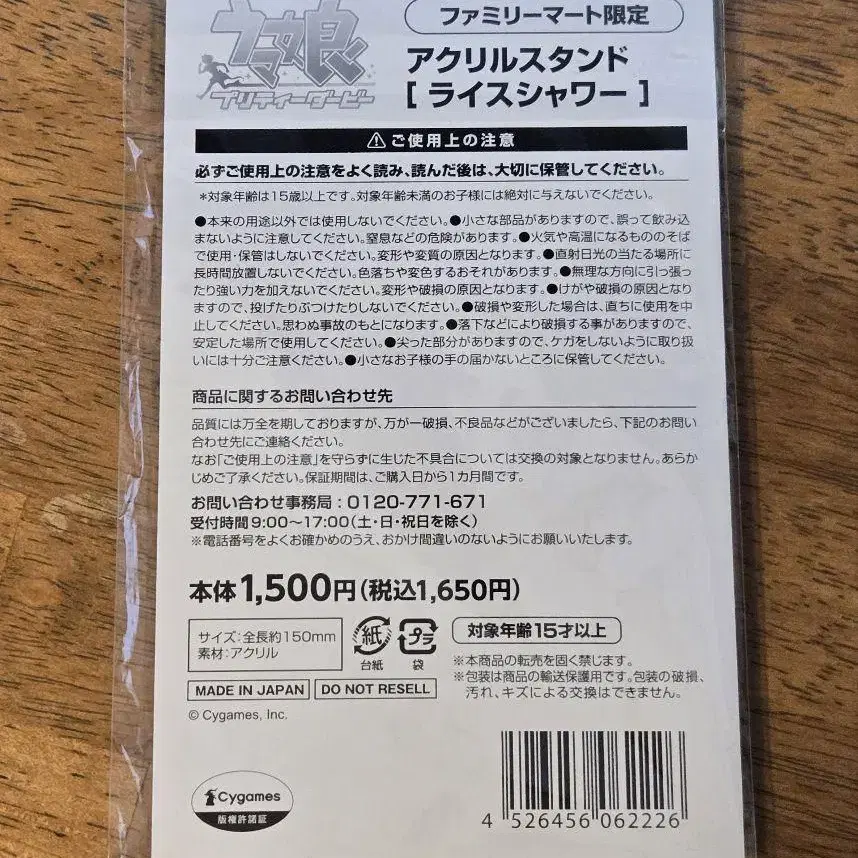 ウマ娘
プリティーダービー
ファミリーマート限定
アクリルスタンド
[ ライスシャワー ]
⚠ご使用上の注意
必ずご使用上の注意をよく読み、読んだ後は、大切に保管してください。
*対象年齢は15歳以上です。対象年齢未満のお子様には絶対に与えないでください。
●本来の用途以外では使用しないでください。●小さな部品がありますので、誤って飲み込
まないように注意してください。窒息などの危険があります。●火気や高温になるもののそば
で使用・保管はしないでください。変形や変質の原因となります。●直射日光の当たる場所に
長時間放置しないでください。色落ちや変色するおそれがあります。●無理な方向に引っ張っ
たり強い力を加えないでください。変形や破損の原因となります。●けがや破損の原因となり
ますので、投げたりぶつけたりしないでください。●破損や変形した場合は、直ちに使用を中
止してください。思わぬ事故のもとになります。●落下などにより破損する事がありますので、
安定した場所で使用してください。●尖った部分がありますので、ケガをしないように取り扱
いには十分ご注意ください。●小さなお子様の手の届かないところに保管してください。
商品に関するお問い合わせ先
品質には万全を期しておりますが、万が一破損、不良品などがございましたら、下記のお問い
合わせ先にご連絡ください。
なお「ご使用上の注意」を守らずに生じた不具合については交換の対象となりません。あらか
じめご了承ください。保証期間は、ご購入日から1カ月間です。
お問い合わせ事務局:0120-771-671
受付時間9:00〜17:00(土・日・祝日を除く)
※電話番号をよくお確かめのうえ、おかけ間違いのないようにお願いいたします。
本体1,500円(税込1,650円)
サイズ:全長約150mm
素材:アクリル
紙
台紙
プラ
袋
対象年齢15才以上
※本商品の転売を固く禁じます。
※包装は商品の輸送保護用です。包装の破損、
汚れ、キズによる交換はできません。
MADE IN JAPAN
DO NOT RESELL
© Cygames, Inc.
Cygames
版権許諾証
4 526456 062226